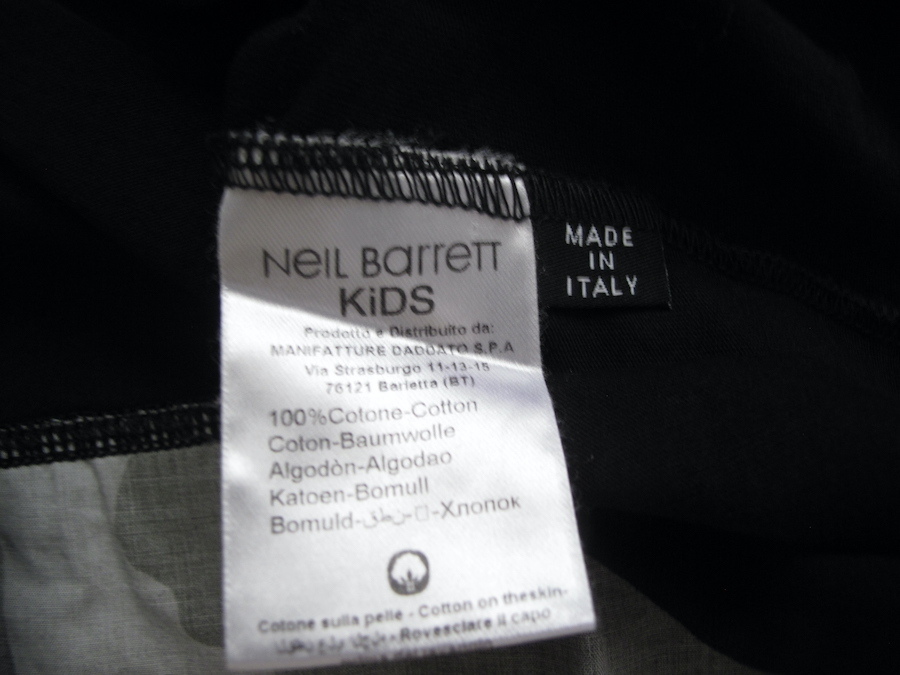 Neil Barrett
KiDS
Prodotto e Distribuito da:
MANIFATTURE DADDATO S.P.A
Via Strasburgo 11-13-15
76121 Barletta (BT)
100%Cotone-Cotton
Coton-Baumwolle
Algodòn-Algodao
Katoen-Bomull
Bomuld-قطن-□-Хлопок
Cotone sulla pelle - Cotton on theskin-
-Rovesciare il capo
MADE
IN
ITALY